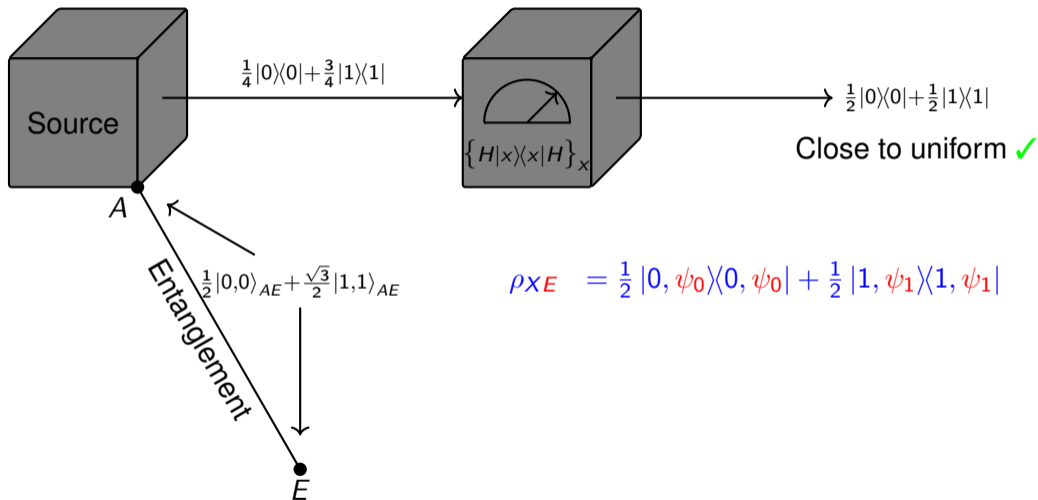 Source
¼|0⟩⟨0|+¾|1⟩⟨1|
{H|x⟩⟨x|H}ₓ
½|0⟩⟨0|+½|1⟩⟨1|
Close to uniform ✓
A
Entanglement
½|0,0⟩_AE+√3/2|1,1⟩_AE
ρ_XE = ½ |0, ψ₀⟩⟨0, ψ₀| + ½ |1, ψ₁⟩⟨1, ψ₁|
E